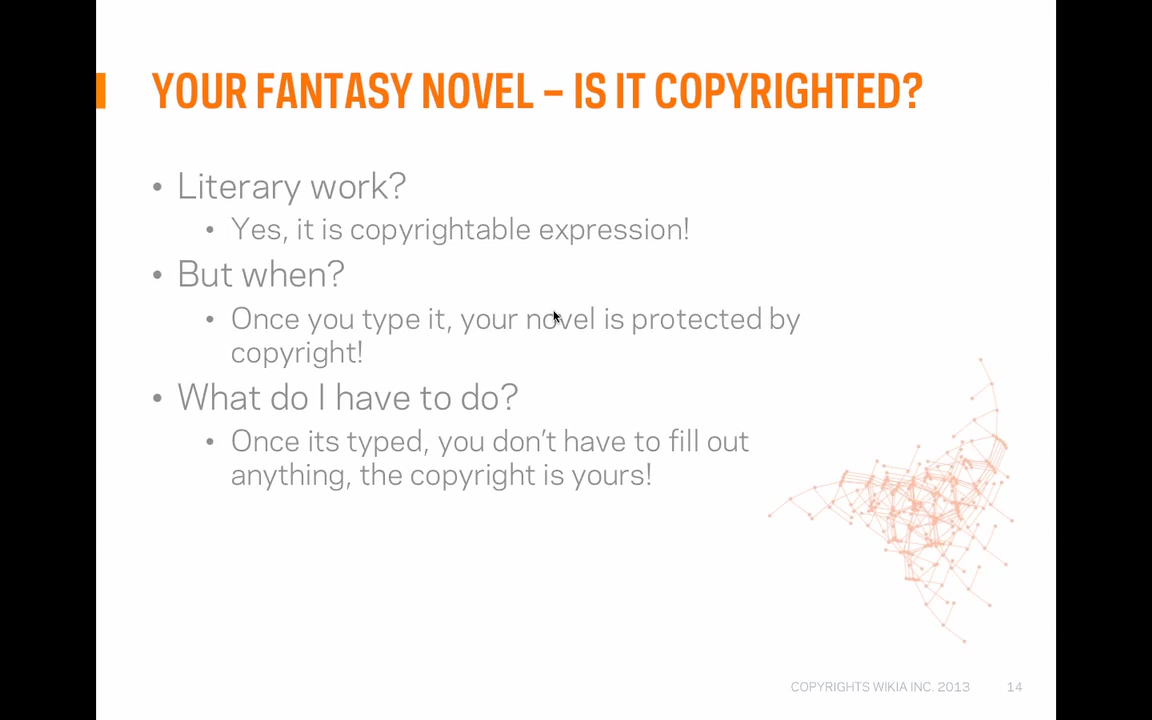 YOUR FANTASY NOVEL – IS IT COPYRIGHTED?
• Literary work?
• Yes, it is copyrightable expression!
• But when?
• Once you type it, your novel is protected by
copyright!
• What do I have to do?
• Once its typed, you don't have to fill out
anything, the copyright is yours!
COPYRIGHTS WIKIA INC. 2013 14